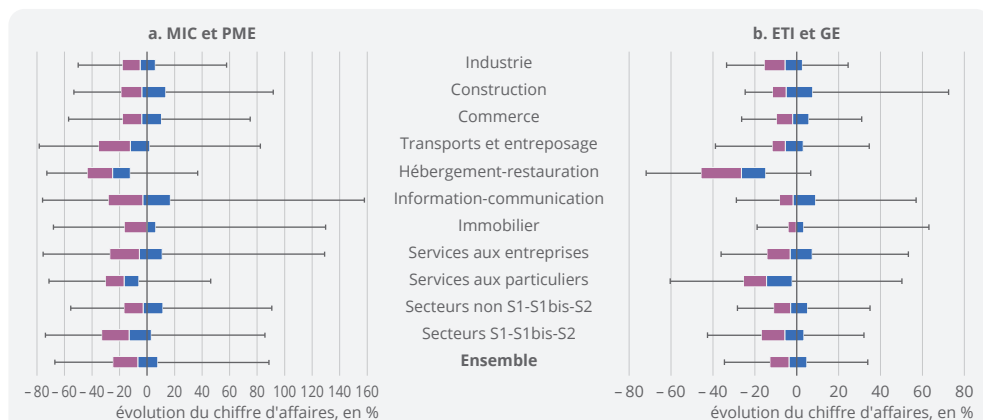 a. MIC et PME
b. ETI et GE
Industrie
Construction
Commerce
Transports et entreposage
Hébergement-restauration
Information-communication
Immobilier
Services aux entreprises
Services aux particuliers
Secteurs non S1-S1bis-S2
Secteurs S1-S1bis-S2
Ensemble
−80 −60 −40 −20 0 20 40 60 80 100 120 140 160
évolution du chiffre d'affaires, en %
−80 −60 −40 −20 0 20 40 60 80
évolution du chiffre d'affaires, en %